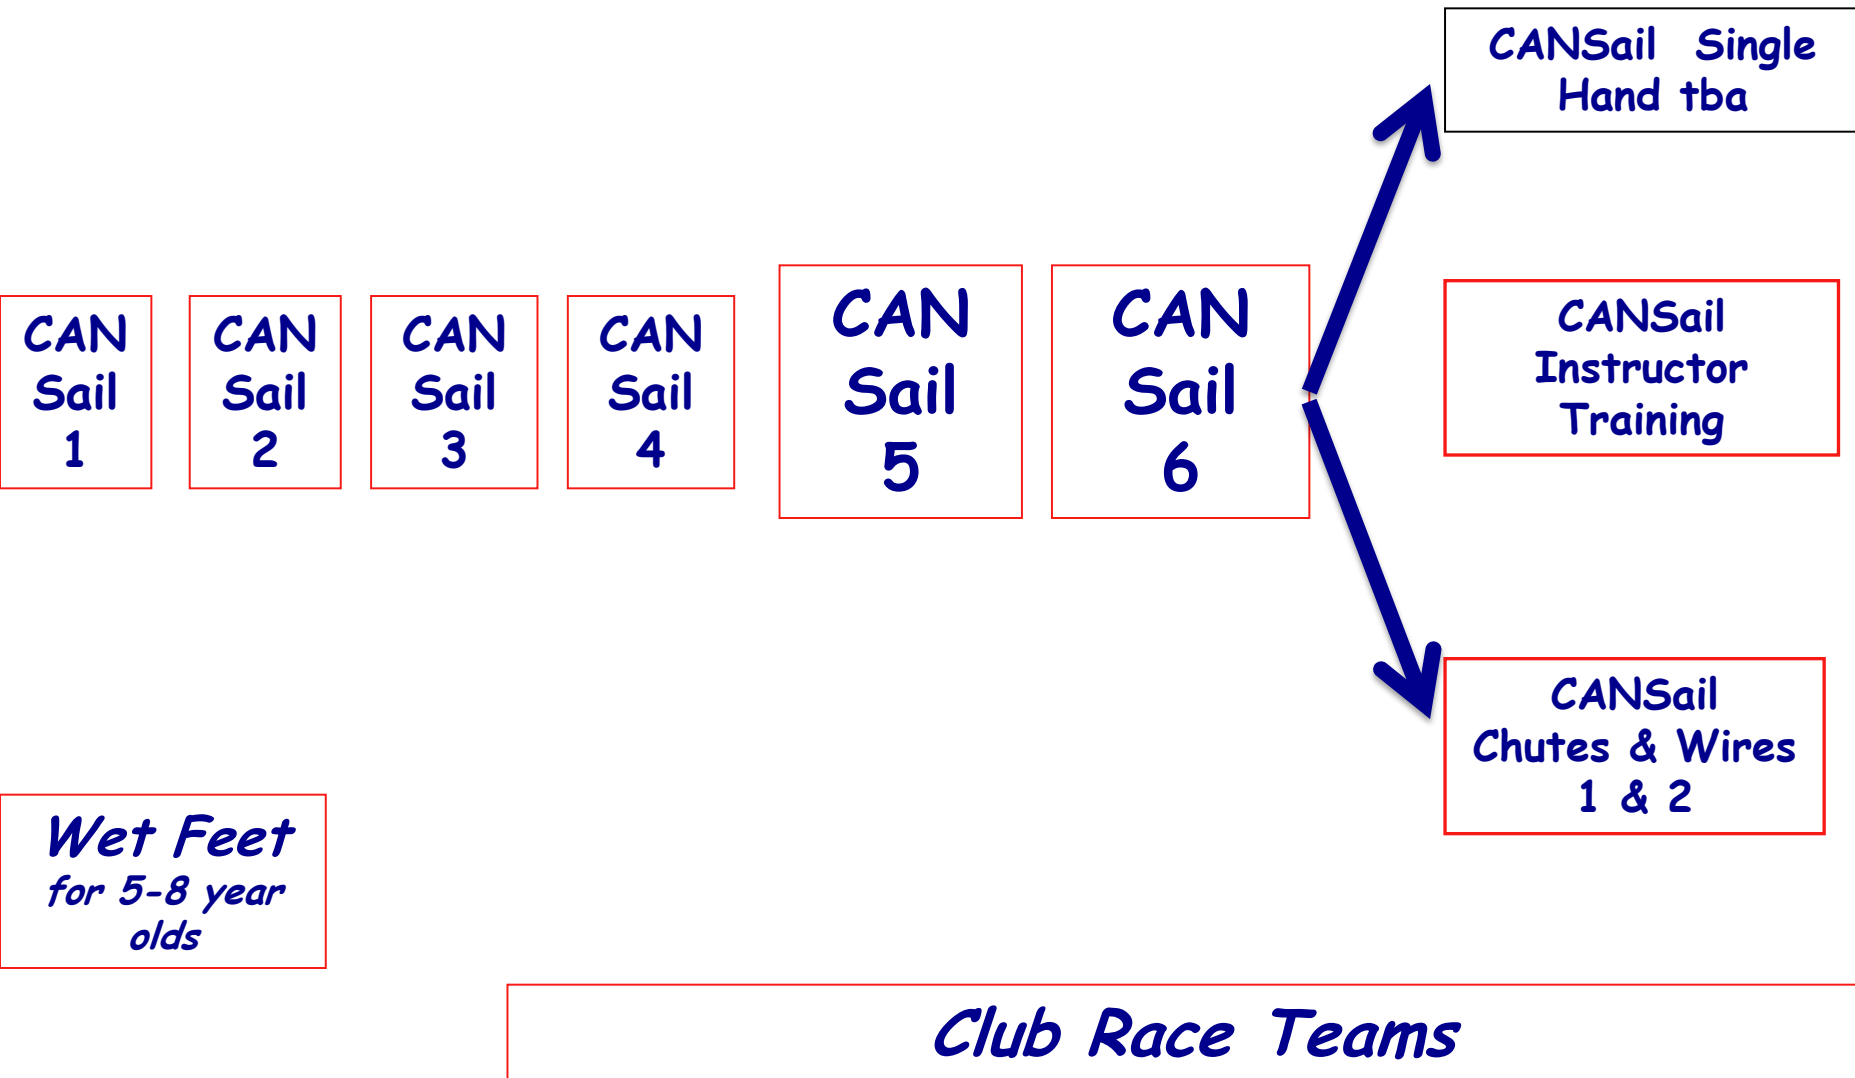 CANSail Single
Hand tba
CAN
Sail
1
CAN
Sail
2
CAN
Sail
3
CAN
Sail
4
CAN
Sail
5
CAN
Sail
6
CANSail
Instructor
Training
CANSail
Chutes & Wires
1 & 2
Wet Feet
for 5-8 year
olds
Club Race Teams